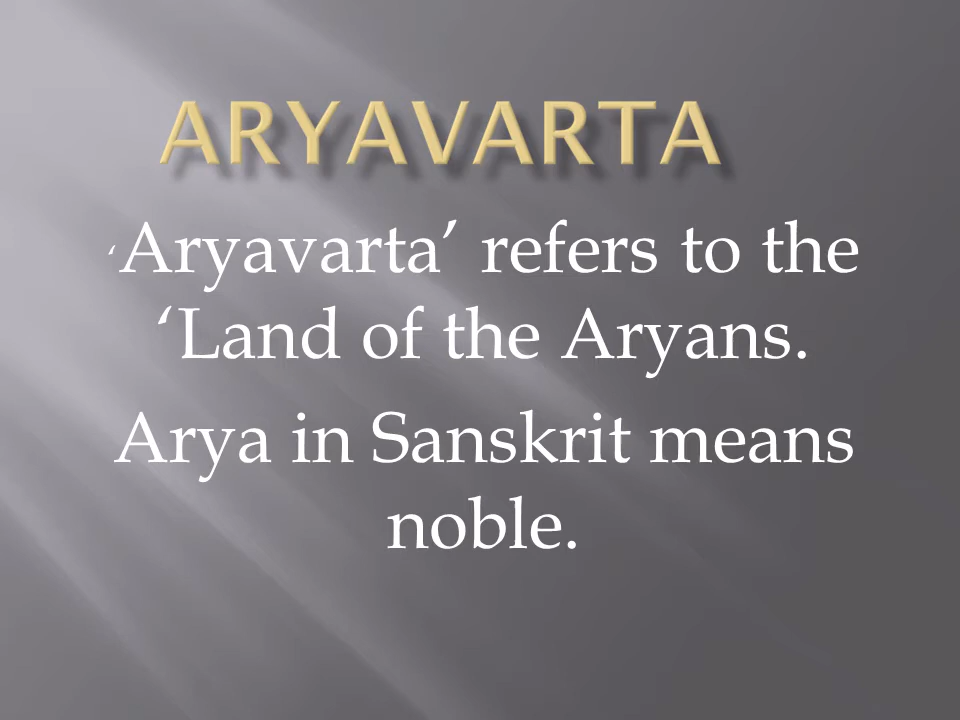 ARYAVARTA
‘Aryavarta’ refers to the
‘Land of the Aryans.
Arya in Sanskrit means
noble.